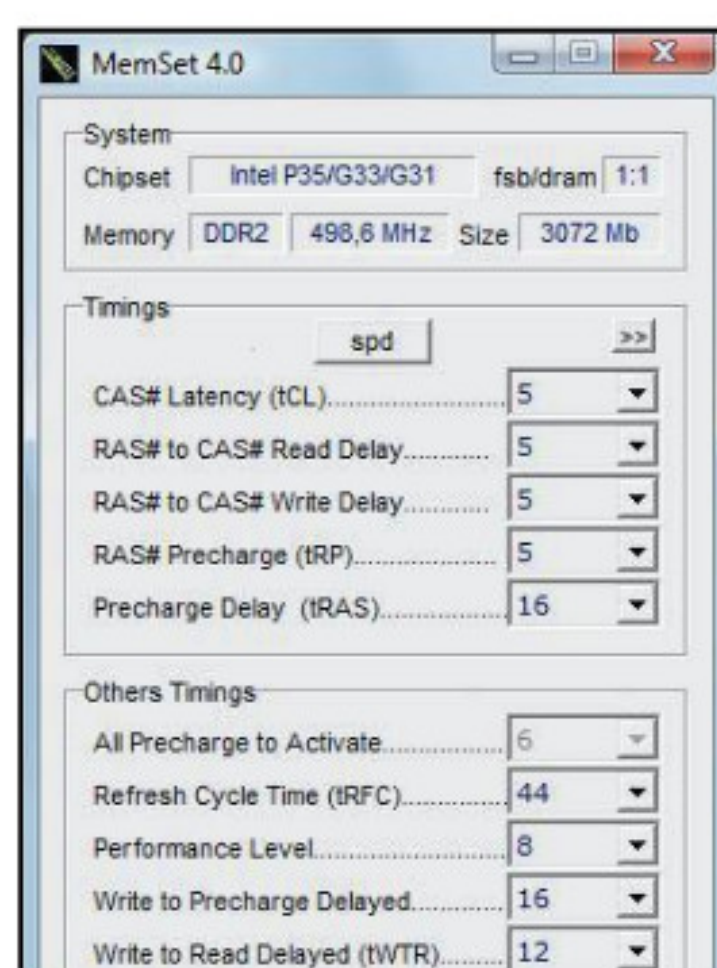 MemSet 4.0
System
Chipset Intel P35/G33/G31 fsb/dram 1:1
Memory DDR2 498,6 MHz Size 3072 Mb
Timings
spd >>
CAS# Latency (tCL)........................ 5
RAS# to CAS# Read Delay............ 5
RAS# to CAS# Write Delay............ 5
RAS# Precharge (tRP).................... 5
Precharge Delay (tRAS)................. 16
Others Timings
All Precharge to Activate................. 6
Refresh Cycle Time (tRFC)............... 44
Performance Level........................... 8
Write to Precharge Delayed............. 16
Write to Read Delayed (tWTR)......... 12